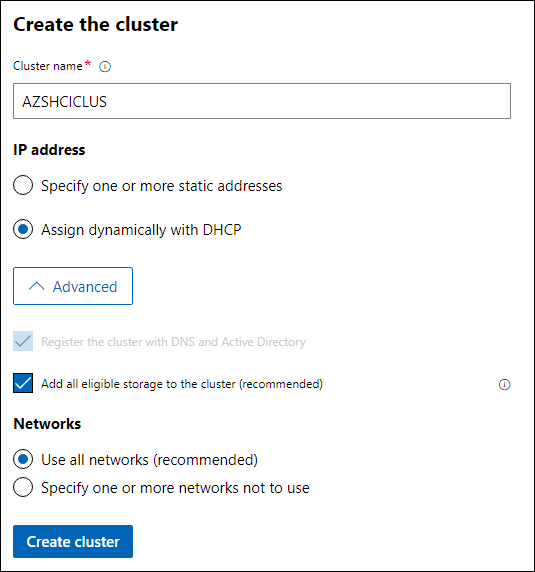 Create the cluster
Cluster name*
AZSHCICLUS
IP address
Specify one or more static addresses
Assign dynamically with DHCP
Advanced
Register the cluster with DNS and Active Directory
Add all eligible storage to the cluster (recommended)
Networks
Use all networks (recommended)
Specify one or more networks not to use
Create cluster